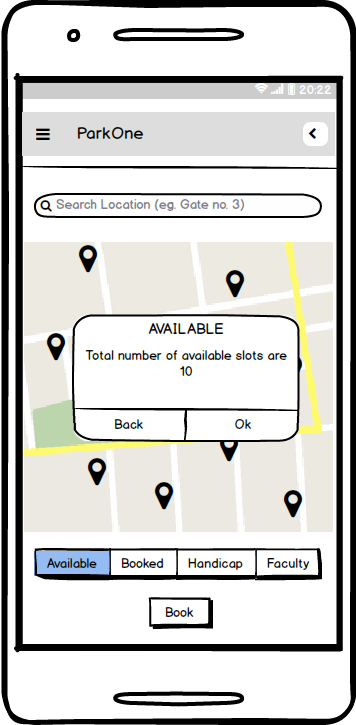 20:22
ParkOne
Search Location (eg. Gate no. 3)
AVAILABLE
Total number of available slots are
10
Back Ok
Available Booked Handicap Faculty
Book